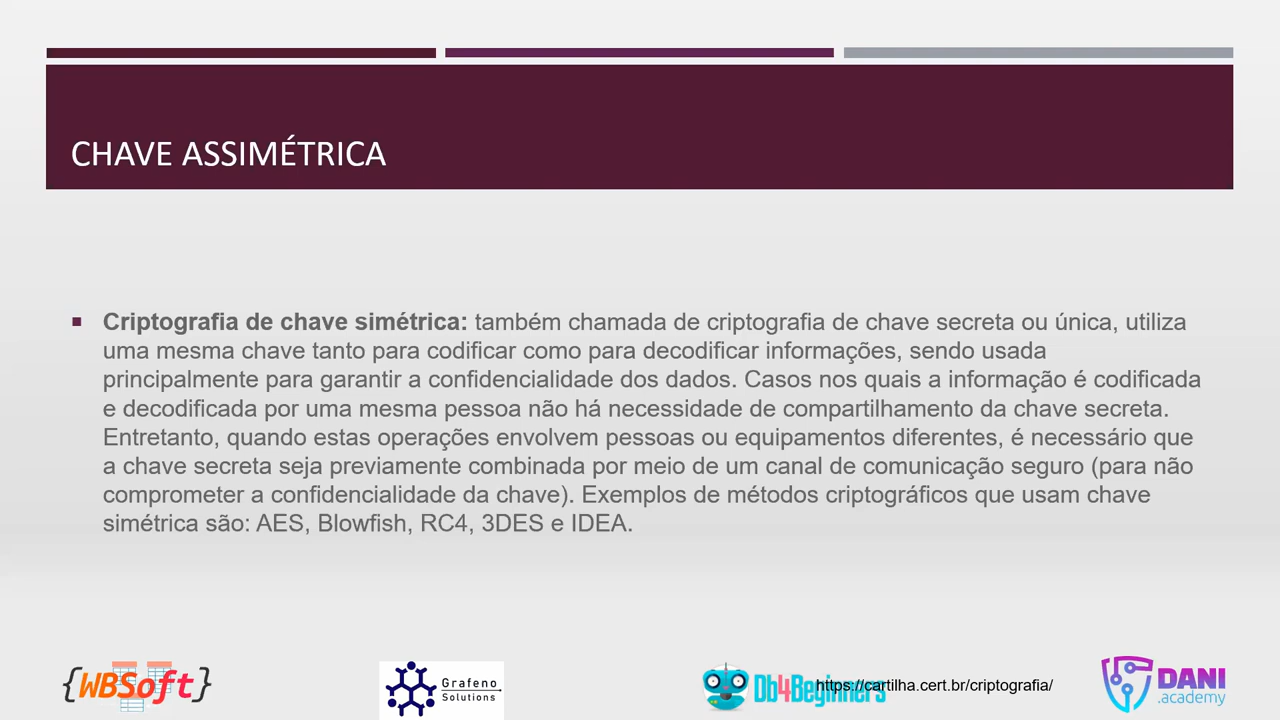 CHAVE ASSIMÉTRICA
▪ Criptografia de chave simétrica: também chamada de criptografia de chave secreta ou única, utiliza
uma mesma chave tanto para codificar como para decodificar informações, sendo usada
principalmente para garantir a confidencialidade dos dados. Casos nos quais a informação é codificada
e decodificada por uma mesma pessoa não há necessidade de compartilhamento da chave secreta.
Entretanto, quando estas operações envolvem pessoas ou equipamentos diferentes, é necessário que
a chave secreta seja previamente combinada por meio de um canal de comunicação seguro (para não
comprometer a confidencialidade da chave). Exemplos de métodos criptográficos que usam chave
simétrica são: AES, Blowfish, RC4, 3DES e IDEA.
{WBSoft}
Grafeno
Solutions
Db4Beginners
https://cartilha.cert.br/criptografia/
DANI
.academy